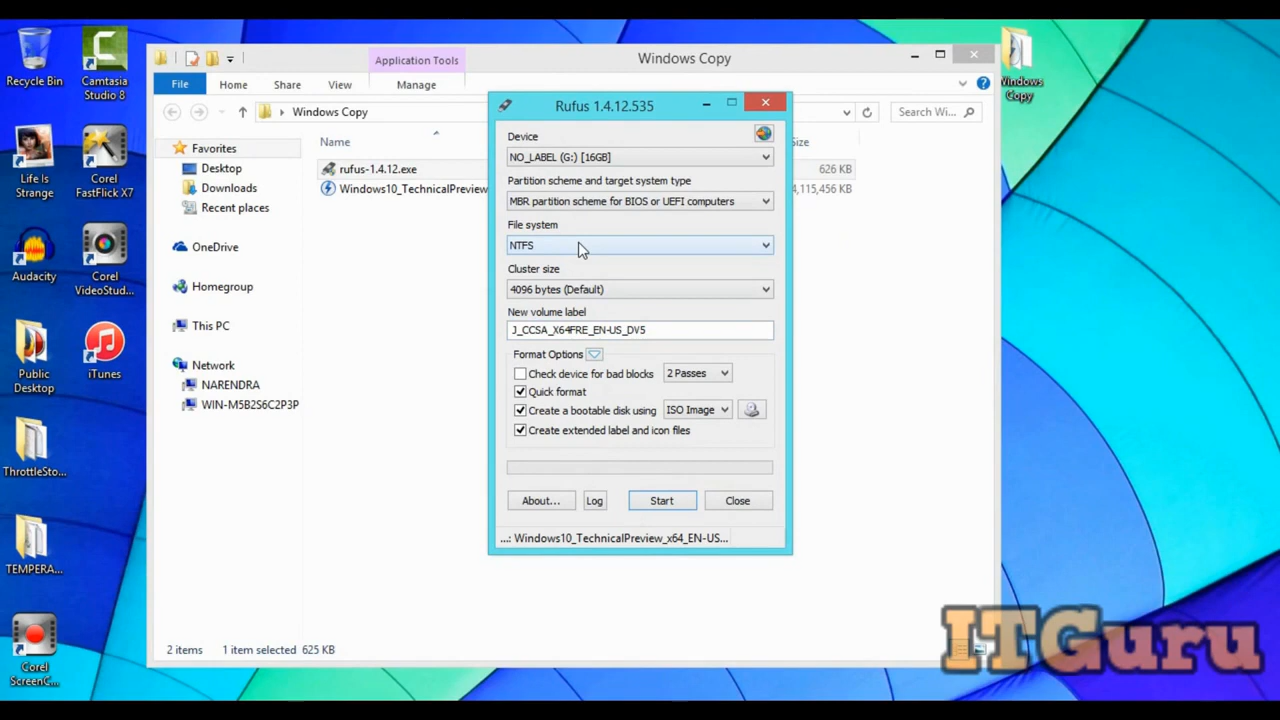 Recycle Bin
Camtasia
Studio 8
Life Is
Strange
Corel
FastFlick X7
Audacity
Corel
VideoStud...
Public
Desktop
iTunes
ThrottleSto...
TEMPERA...
Corel
ScreenC...
Windows
Copy
Application Tools
Windows Copy
File
Home
Share
View
Manage
Windows Copy
Search Wi...
Favorites
Desktop
Downloads
Recent places
OneDrive
Homegroup
This PC
Network
NARENDRA
WIN-M5B2S6C2P3P
Name
Size
rufus-1.4.12.exe
626 KB
Windows10_TechnicalPreview
4,115,456 KB
Rufus 1.4.12.535
Device
NO_LABEL (G:) [16GB]
Partition scheme and target system type
MBR partition scheme for BIOS or UEFI computers
File system
NTFS
Cluster size
4096 bytes (Default)
New volume label
J_CCSA_X64FRE_EN-US_DV5
Format Options
Check device for bad blocks
2 Passes
Quick format
Create a bootable disk using
ISO Image
Create extended label and icon files
About...
Log
Start
Close
...: Windows10_TechnicalPreview_x64_EN-US...
2 items
1 item selected 625 KB
ITGuru